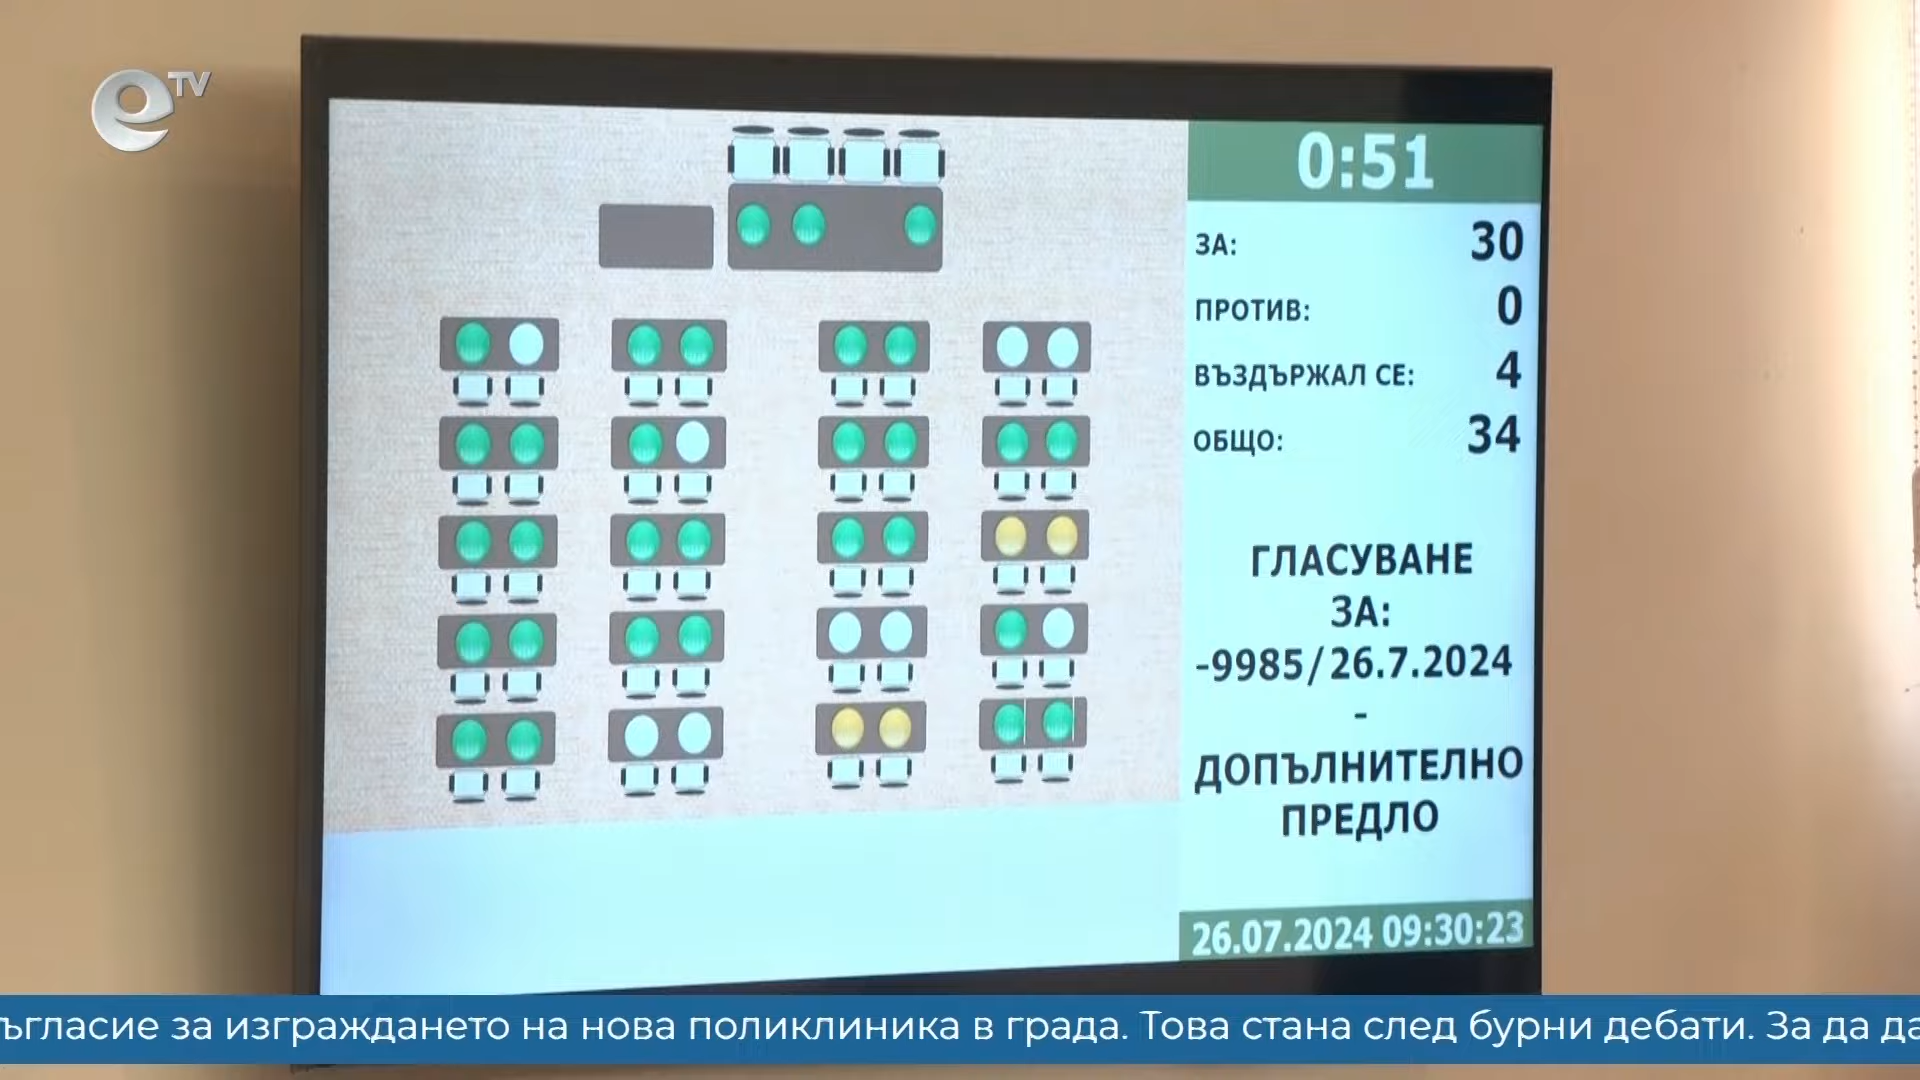 eTV
0:51
ЗА: 30
ПРОТИВ: 0
ВЪЗДЪРЖАЛ СЕ: 4
ОБЩО: 34
ГЛАСУВАНЕ
ЗА:
-9985/26.7.2024
-
ДОПЪЛНИТЕЛНО
ПРЕДЛО
26.07.2024 09:30:23
ъгласие за изграждането на нова поликлиника в града. Това стана след бурни дебати. За да да